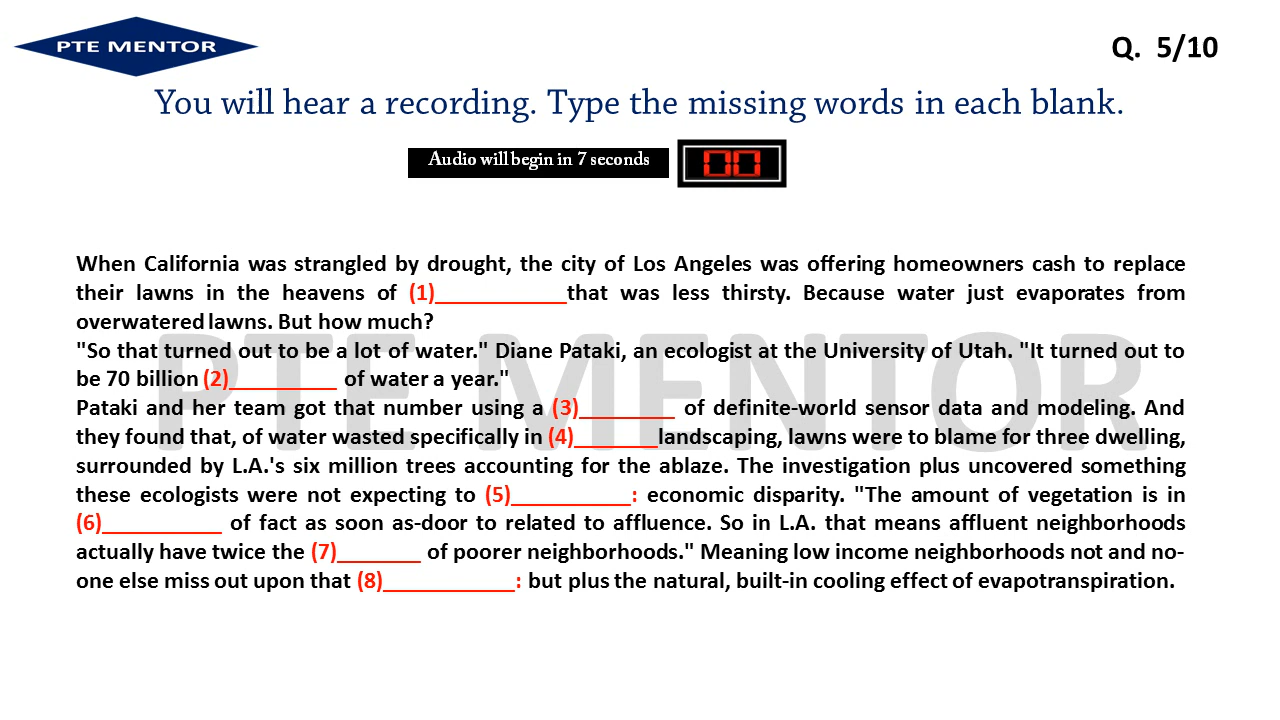 PTE MENTOR
Q. 5/10
You will hear a recording. Type the missing words in each blank.
Audio will begin in 7 seconds
00
When California was strangled by drought, the city of Los Angeles was offering homeowners cash to replace
their lawns in the heavens of (1)___________that was less thirsty. Because water just evaporates from
overwatered lawns. But how much?
"So that turned out to be a lot of water." Diane Pataki, an ecologist at the University of Utah. "It turned out to
be 70 billion (2)_________ of water a year."
Pataki and her team got that number using a (3)________ of definite-world sensor data and modeling. And
they found that, of water wasted specifically in (4)_______landscaping, lawns were to blame for three dwelling,
surrounded by L.A.'s six million trees accounting for the ablaze. The investigation plus uncovered something
these ecologists were not expecting to (5)__________: economic disparity. "The amount of vegetation is in
(6)__________ of fact as soon as-door to related to affluence. So in L.A. that means affluent neighborhoods
actually have twice the (7)_______ of poorer neighborhoods." Meaning low income neighborhoods not and no-
one else miss out upon that (8)___________: but plus the natural, built-in cooling effect of evapotranspiration.
PTE MENTOR